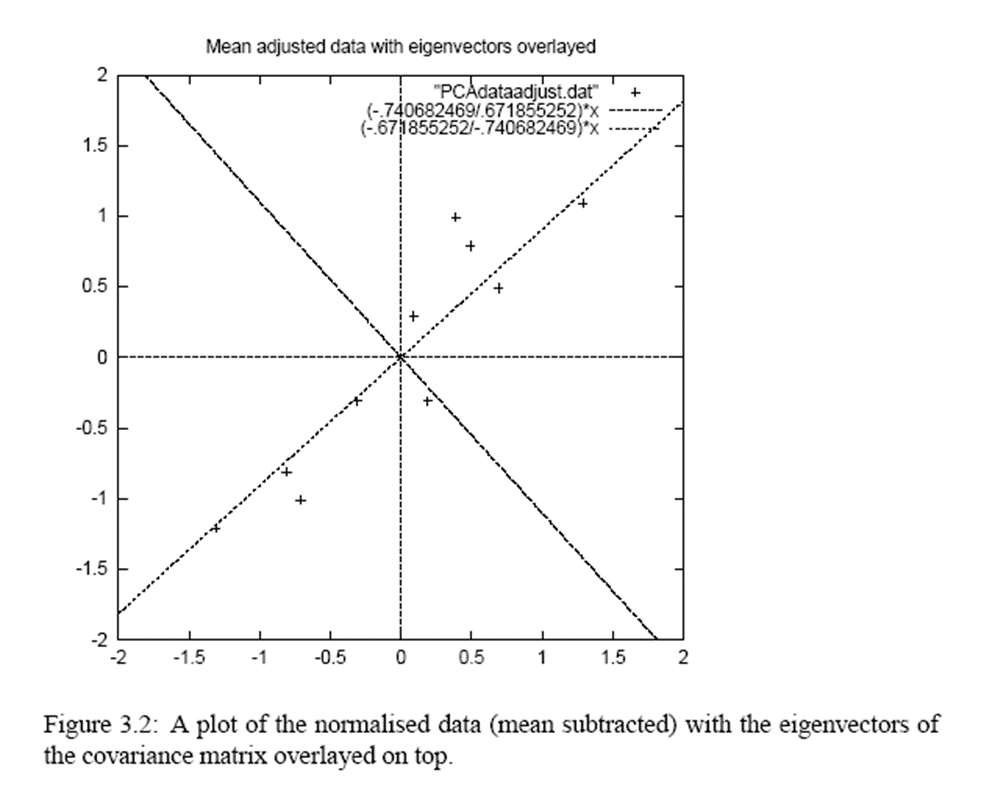 Mean adjusted data with eigenvectors overlayed
"PCAdataadjust.dat"
(-.740682469/.671855252)*x
(-.671855252/-.740682469)*x
2
1.5
1
0.5
0
-0.5
-1
-1.5
-2
-2 -1.5 -1 -0.5 0 0.5 1 1.5 2
Figure 3.2: A plot of the normalised data (mean subtracted) with the eigenvectors of
the covariance matrix overlayed on top.